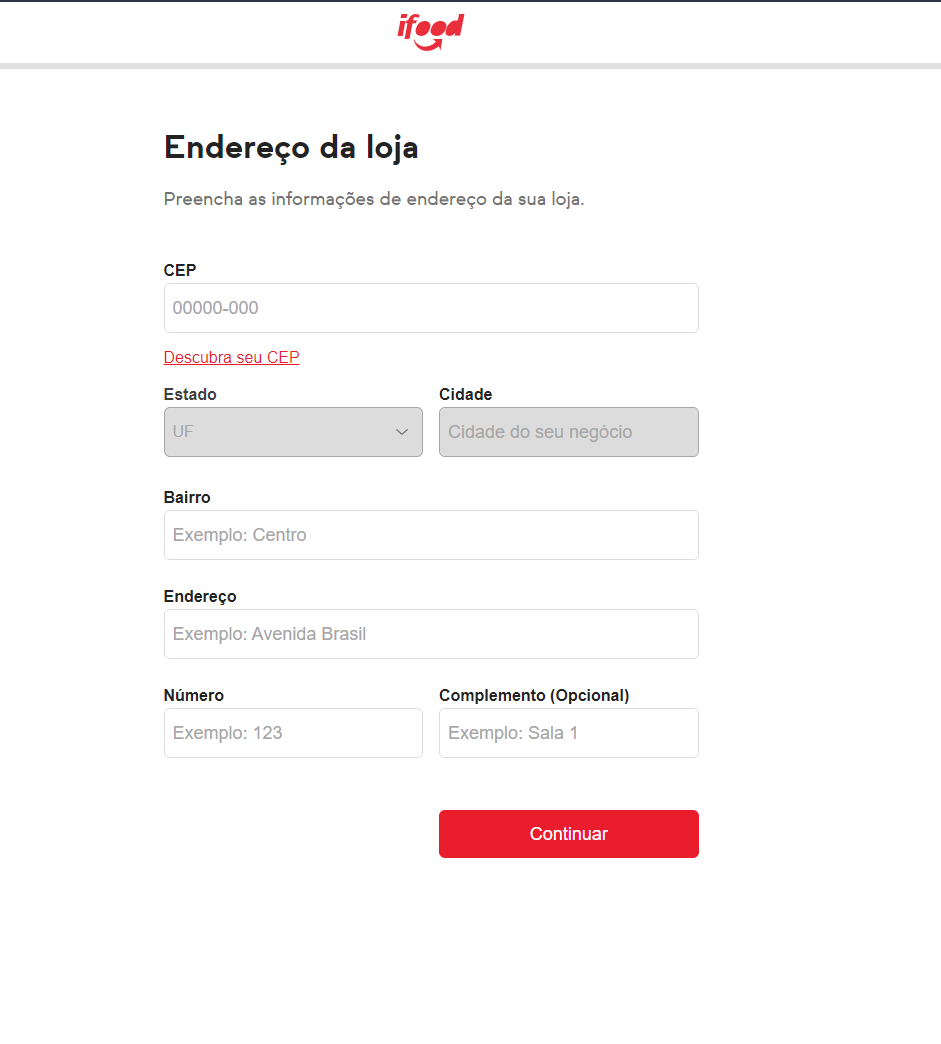 ifood
Endereço da loja
Preencha as informações de endereço da sua loja.
CEP
00000-000
Descubra seu CEP
Estado
Cidade
UF
Cidade do seu negócio
Bairro
Exemplo: Centro
Endereço
Exemplo: Avenida Brasil
Número
Complemento (Opcional)
Exemplo: 123
Exemplo: Sala 1
Continuar